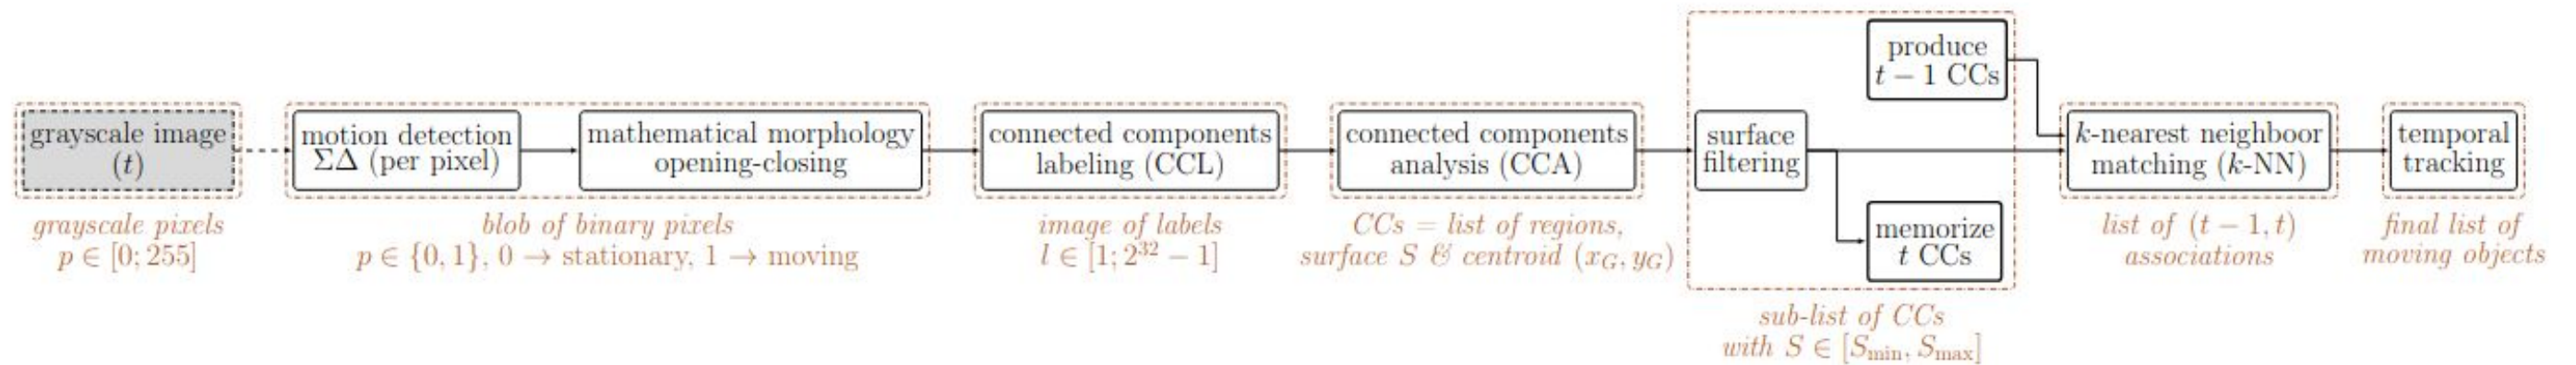 grayscale image
(t)
grayscale pixels
p ∈ [0; 255]
motion detection
ΣΔ (per pixel)
mathematical morphology
opening-closing
blob of binary pixels
p ∈ {0, 1}, 0 → stationary, 1 → moving
connected components
labeling (CCL)
image of labels
l ∈ [1; 2³² − 1]
connected components
analysis (CCA)
CCs = list of regions,
surface S & centroid (x_G, y_G)
surface
filtering
produce
t − 1 CCs
memorize
t CCs
sub-list of CCs
with S ∈ [S_min, S_max]
k-nearest neighboor
matching (k-NN)
list of (t − 1, t)
associations
temporal
tracking
final list of
moving objects